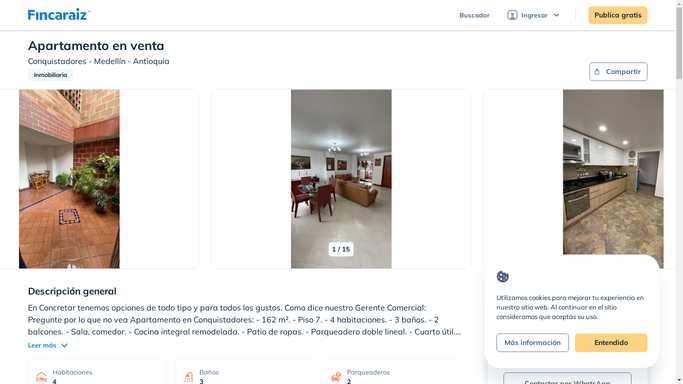 Fincaraiz
Buscador
Ingresar
Publica gratis
Apartamento en venta
Conquistadores - Medellín - Antioquia
Inmobiliaria
Compartir
1 / 15
Descripción general
En Concretar tenemos opciones de todo tipo y para todos los gustos. Como dice nuestro Gerente Comercial:
Pregunte por lo que no vea Apartamento en Conquistadores: - 162 m². - Piso 7. - 4 habitaciones. - 3 baños. - 2
balcones. - Sala, comedor. - Cocina integral remodelada. - Patio de ropas. - Parqueadero doble lineal. - Cuarto útil....
Leer más
Habitaciones
4
Baños
3
Parqueaderos
2
Utilizamos cookies para mejorar tu experiencia en
nuestro sitio web. Al continuar en el sitio
consideramos que aceptas su uso.
Más información
Entendido
Contactar por WhatsApp